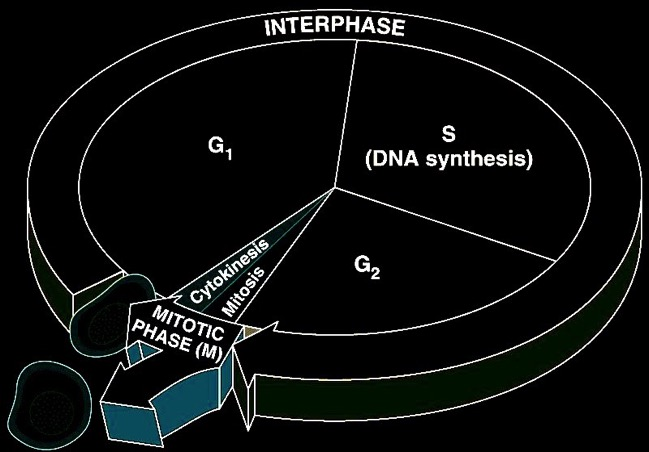 INTERPHASE
G1
S
(DNA synthesis)
G2
Cytokinesis
Mitosis
MITOTIC
PHASE (M)